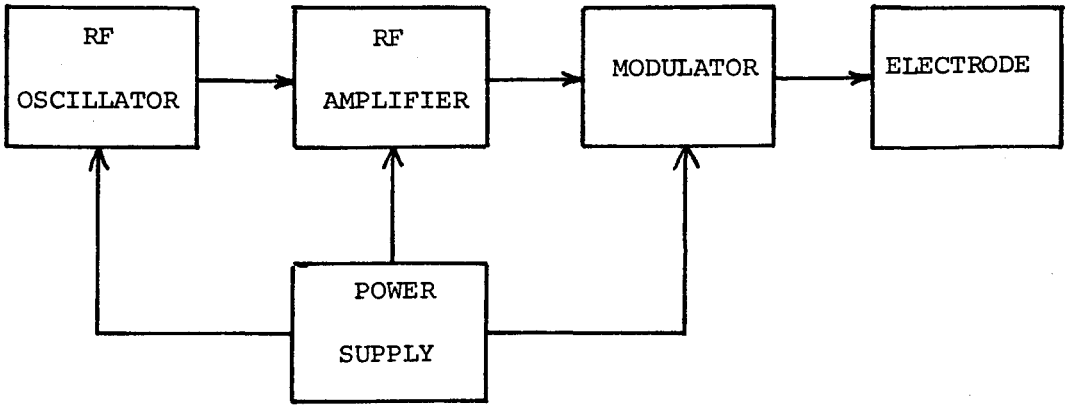 RF
OSCILLATOR
RF
AMPLIFIER
MODULATOR
ELECTRODE
POWER
SUPPLY